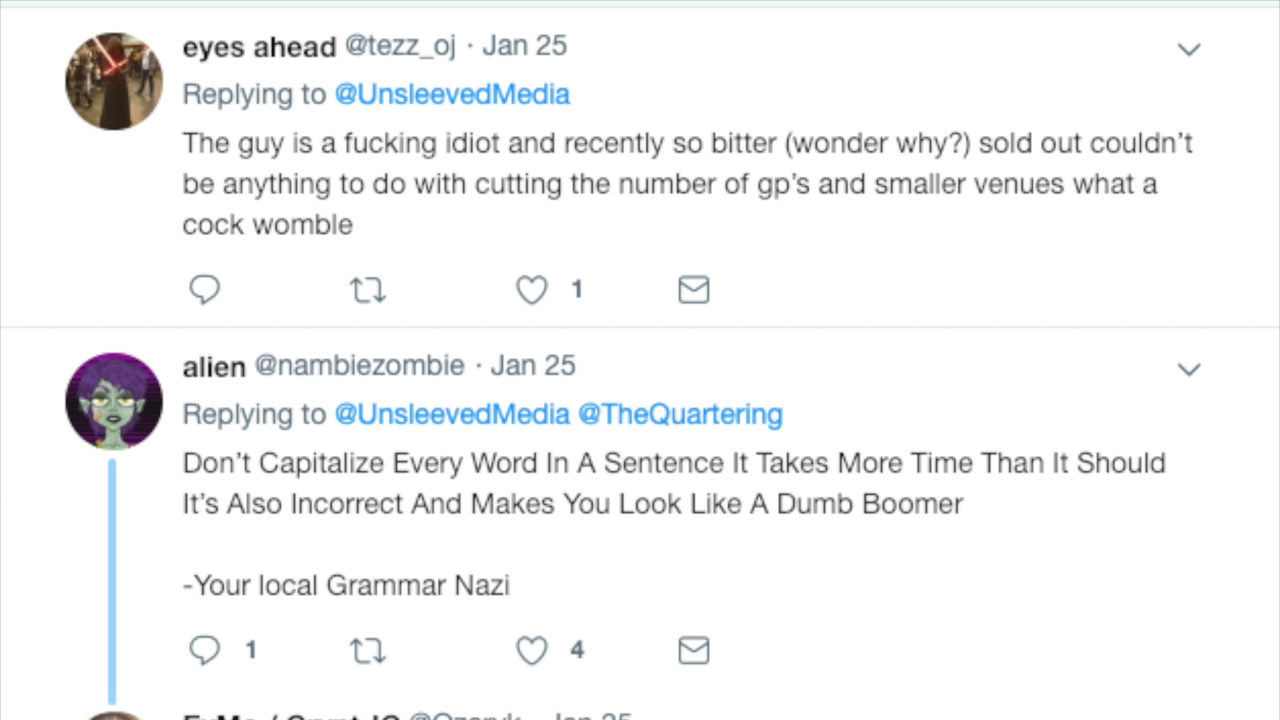 eyes ahead @tezz_oj · Jan 25
Replying to @UnsleevedMedia
The guy is a fucking idiot and recently so bitter (wonder why?) sold out couldn’t
be anything to do with cutting the number of gp’s and smaller venues what a
cock womble
1
alien @nambiezombie · Jan 25
Replying to @UnsleevedMedia @TheQuartering
Don’t Capitalize Every Word In A Sentence It Takes More Time Than It Should
It’s Also Incorrect And Makes You Look Like A Dumb Boomer
-Your local Grammar Nazi
1 4
Jan 25